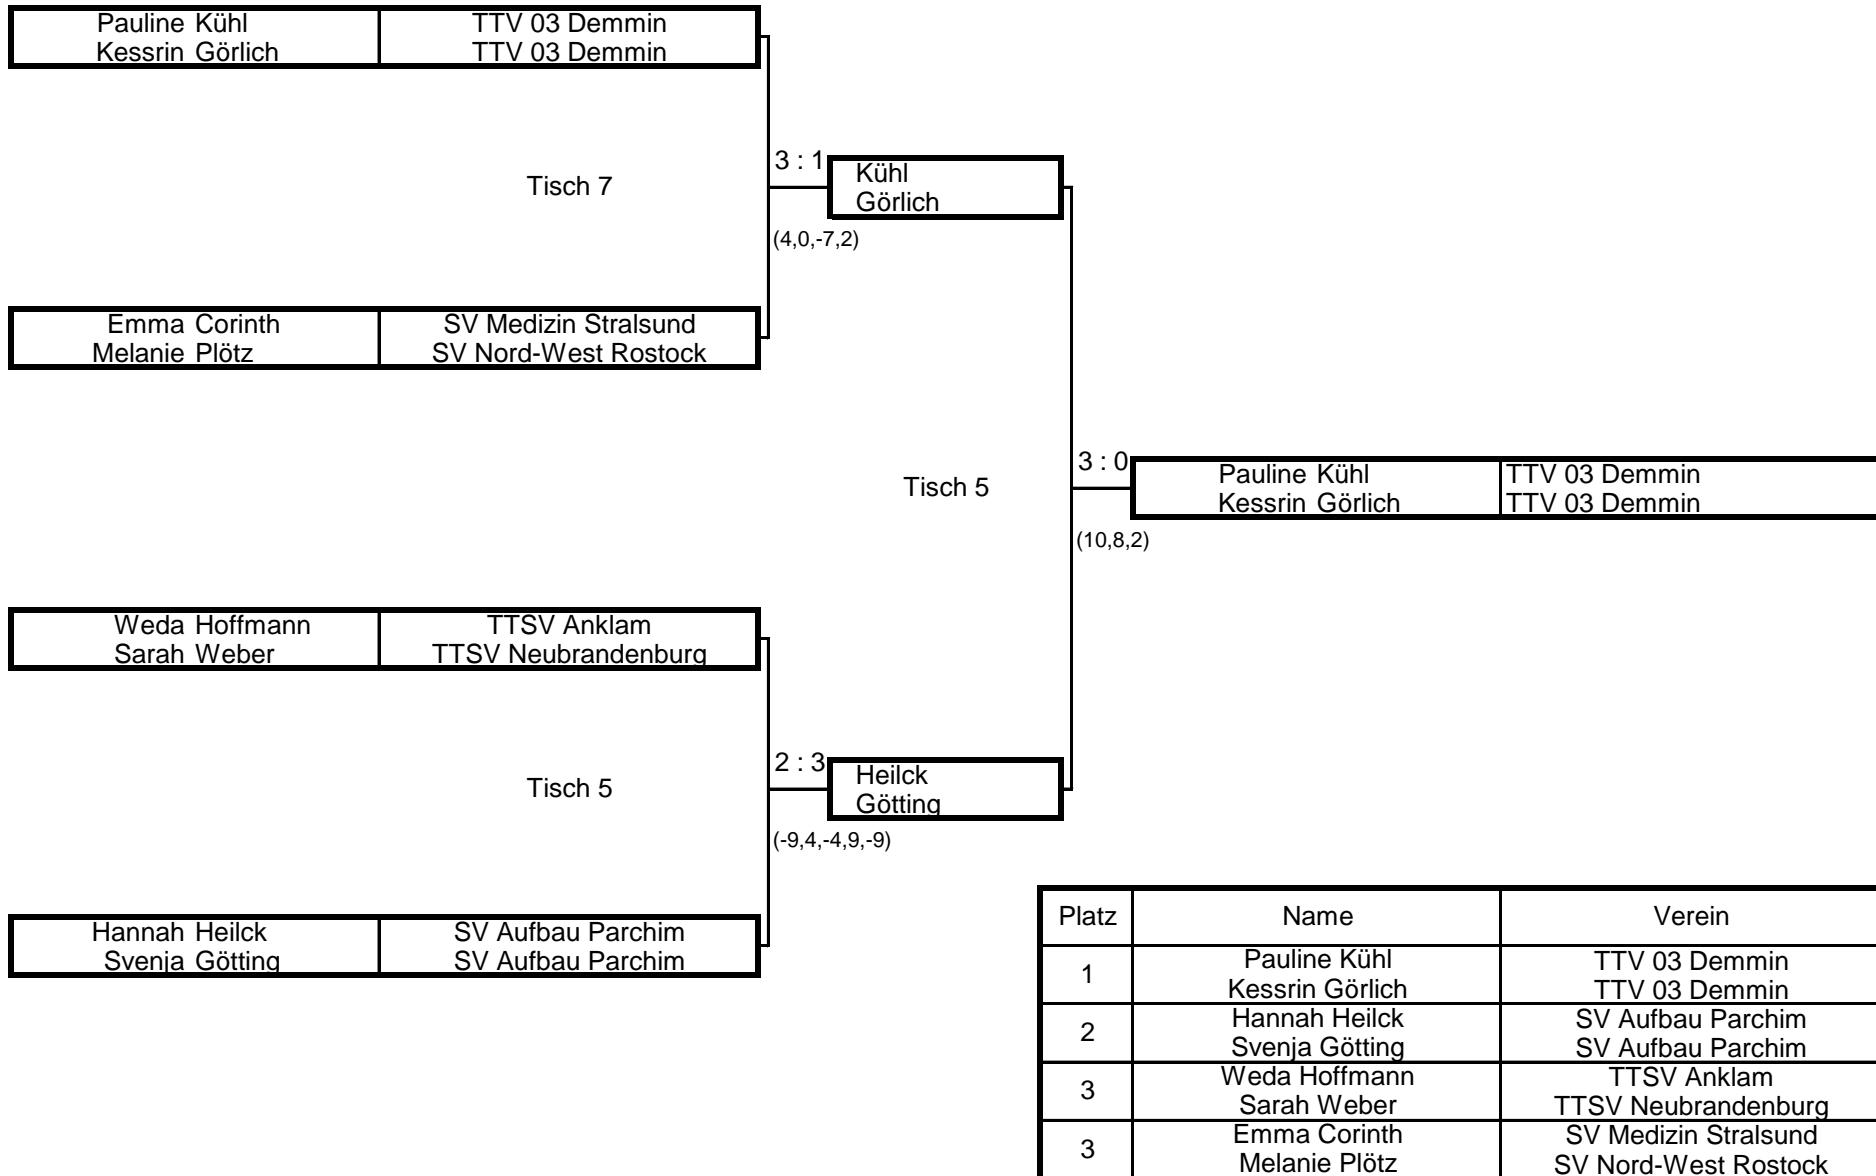 Pauline Kühl TTV 03 Demmin
Kessrin Görlich TTV 03 Demmin
3 : 1
Tisch 7
Kühl
Görlich
(4,0,-7,2)
Emma Corinth SV Medizin Stralsund
Melanie Plötz SV Nord-West Rostock
3 : 0
Tisch 5
Pauline Kühl TTV 03 Demmin
Kessrin Görlich TTV 03 Demmin
(10,8,2)
Weda Hoffmann TTSV Anklam
Sarah Weber TTSV Neubrandenburg
2 : 3
Tisch 5
Heilck
Götting
(-9,4,-4,9,-9)
Hannah Heilck SV Aufbau Parchim
Svenja Götting SV Aufbau Parchim
Platz Name Verein
1 Pauline Kühl TTV 03 Demmin
Kessrin Görlich TTV 03 Demmin
2 Hannah Heilck SV Aufbau Parchim
Svenja Götting SV Aufbau Parchim
3 Weda Hoffmann TTSV Anklam
Sarah Weber TTSV Neubrandenburg
3 Emma Corinth SV Medizin Stralsund
Melanie Plötz SV Nord-West Rostock